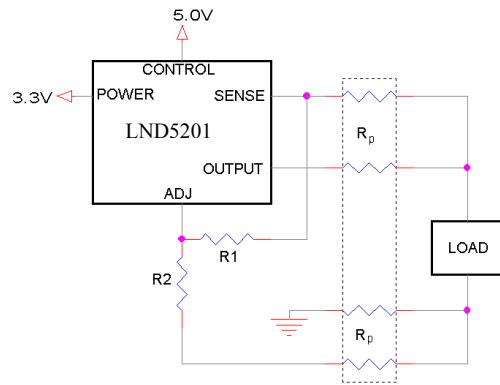 5.0V
CONTROL
3.3V
POWER
SENSE
LND5201
Rp
OUTPUT
ADJ
R1
R2
LOAD
Rp